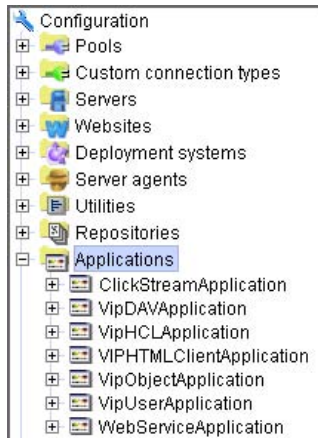 Configuration
Pools
Custom connection types
Servers
Websites
Deployment systems
Server agents
Utilities
Repositories
Applications
ClickStreamApplication
VipDAVApplication
VipHCLApplication
VIPHTMLClientApplication
VipObjectApplication
VipUserApplication
WebServiceApplication